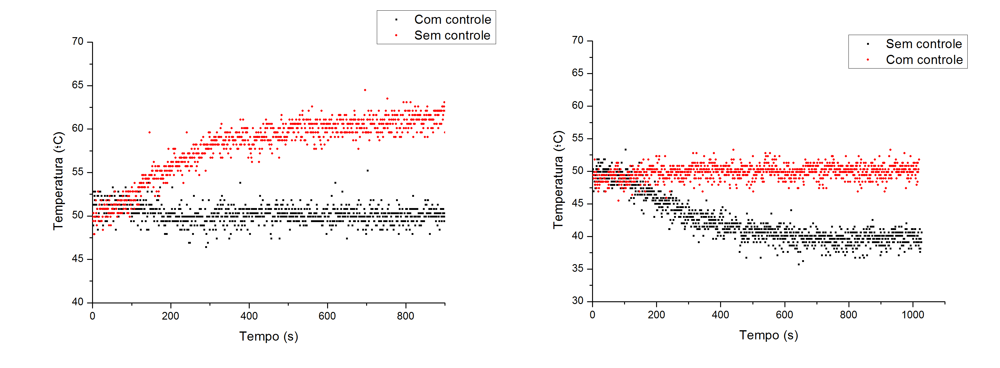 Com controle
Sem controle
70
65
60
55
50
45
40
Temperatura (°C)
0 200 400 600 800
Tempo (s)
Sem controle
Com controle
70
65
60
55
50
45
40
35
30
Temperatura (°C)
0 200 400 600 800 1000
Tempo (s)